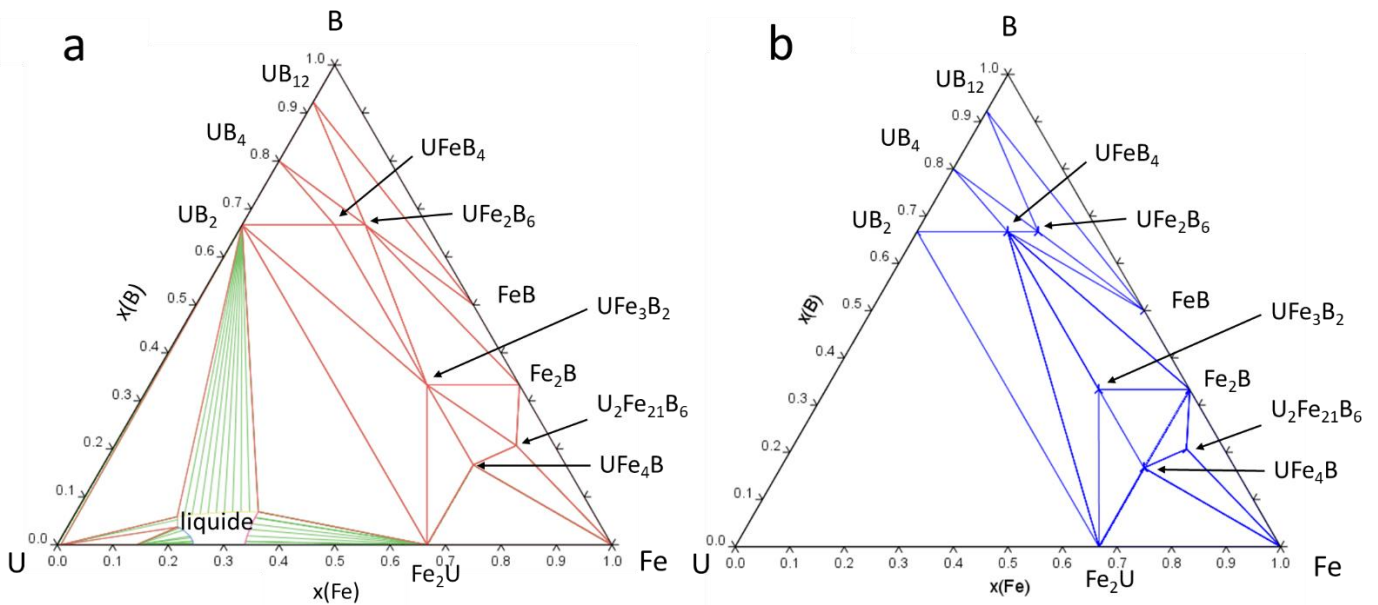 a
B
UB₁₂
UB₄
UB₂
UFeB₄
UFe₂B₆
FeB
UFe₃B₂
Fe₂B
U₂Fe₂₁B₆
UFe₄B
liquide
x(B)
1.0
0.9
0.8
0.7
0.6
0.5
0.4
0.3
0.2
0.1
0.0
U
0.0 0.1 0.2 0.3 0.4 0.5 0.6 0.7 0.8 0.9 1.0
Fe₂U
Fe
x(Fe)
b
B
UB₁₂
UB₄
UB₂
UFeB₄
UFe₂B₆
FeB
UFe₃B₂
Fe₂B
U₂Fe₂₁B₆
UFe₄B
x(B)
1.0
0.9
0.8
0.7
0.6
0.5
0.4
0.3
0.2
0.1
0.0
U
0.0 0.1 0.2 0.3 0.4 0.5 0.6 0.7 0.8 0.9 1.0
Fe₂U
Fe
x(Fe)